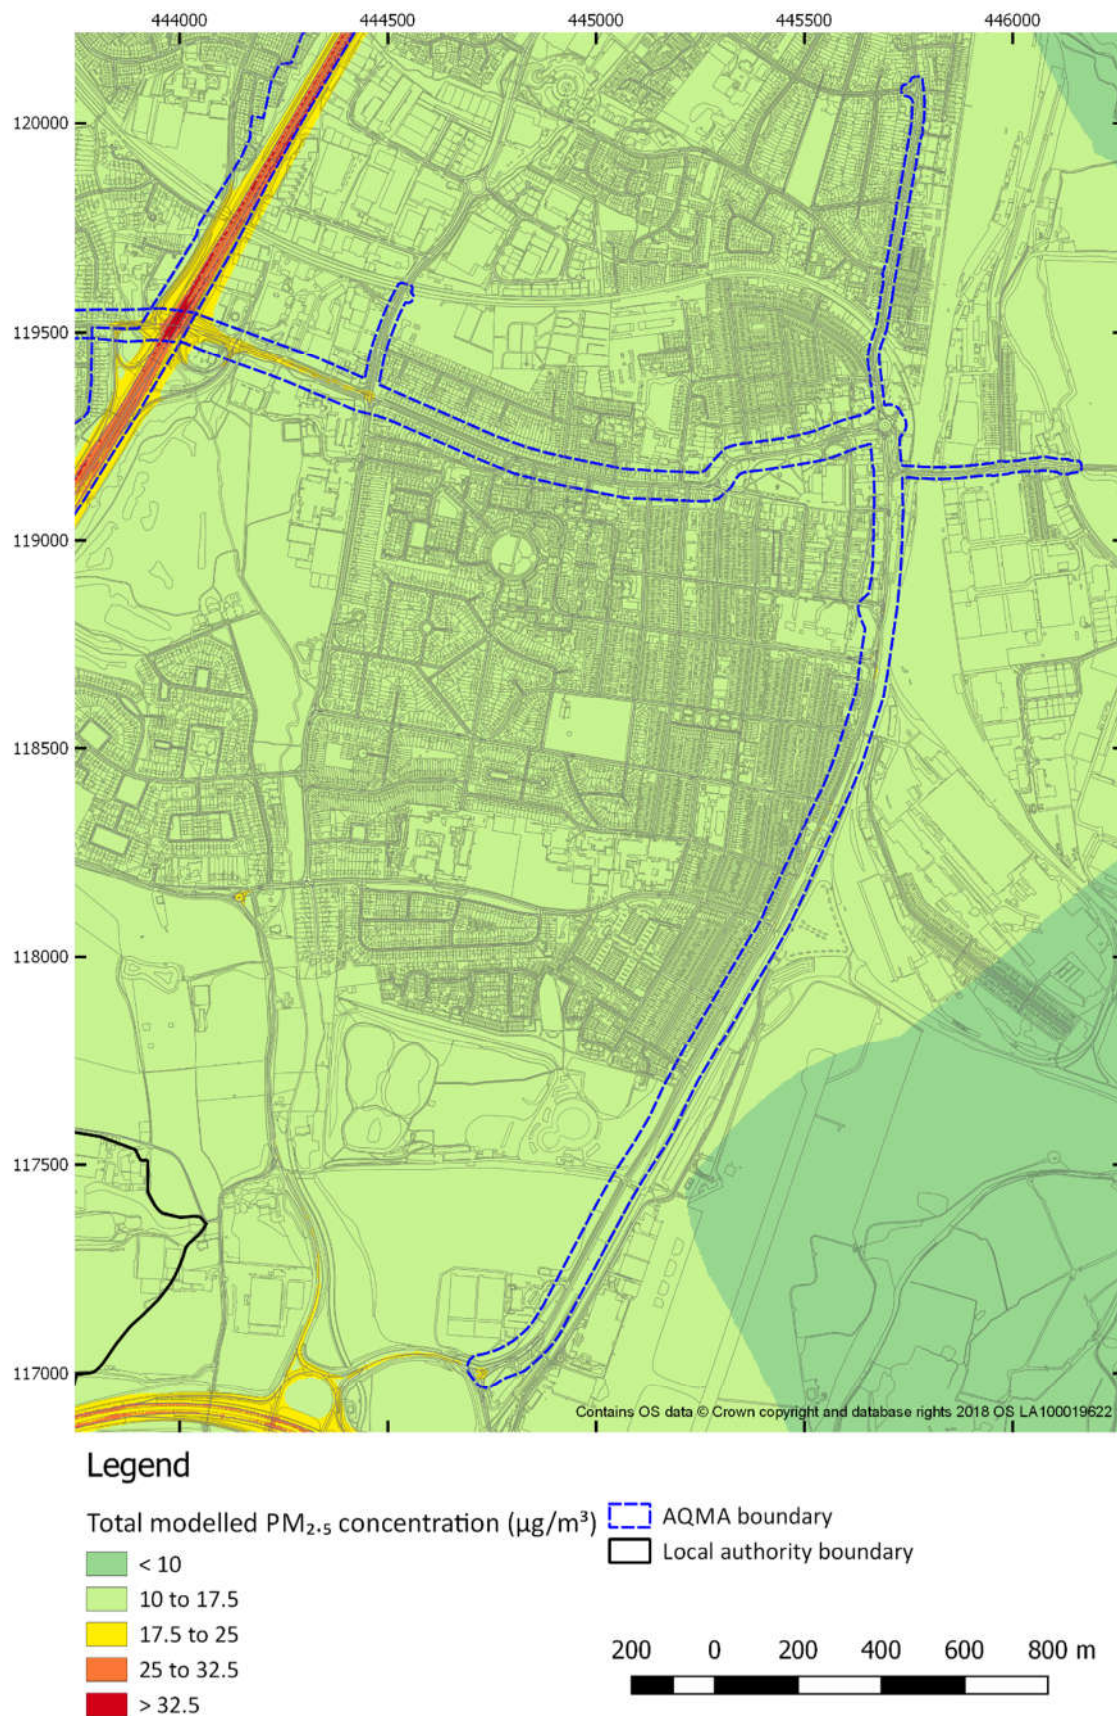 444000 444500 445000 445500 446000
120000
119500
119000
118500
118000
117500
117000
Contains OS data © Crown copyright and database rights 2018 OS LA100019622
Legend
Total modelled PM₂.₅ concentration (µg/m³)
< 10
10 to 17.5
17.5 to 25
25 to 32.5
> 32.5
AQMA boundary
Local authority boundary
200 0 200 400 600 800 m